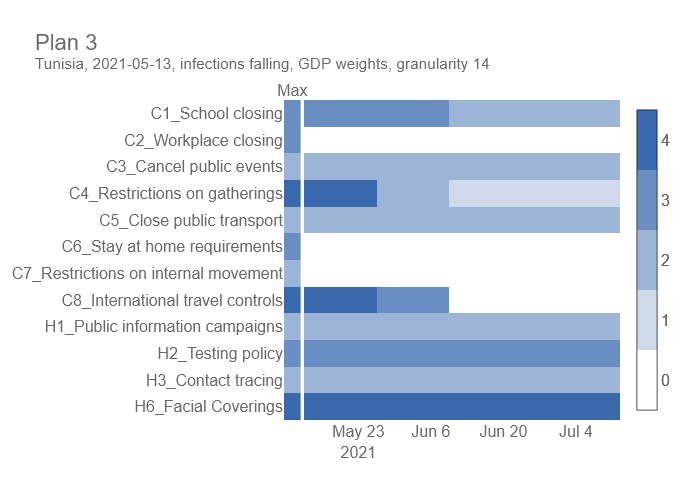 Plan 3
Tunisia, 2021-05-13, infections falling, GDP weights, granularity 14
Max
C1_School closing
C2_Workplace closing
C3_Cancel public events
C4_Restrictions on gatherings
C5_Close public transport
C6_Stay at home requirements
C7_Restrictions on internal movement
C8_International travel controls
H1_Public information campaigns
H2_Testing policy
H3_Contact tracing
H6_Facial Coverings
May 23 Jun 6 Jun 20 Jul 4
2021
4
3
2
1
0